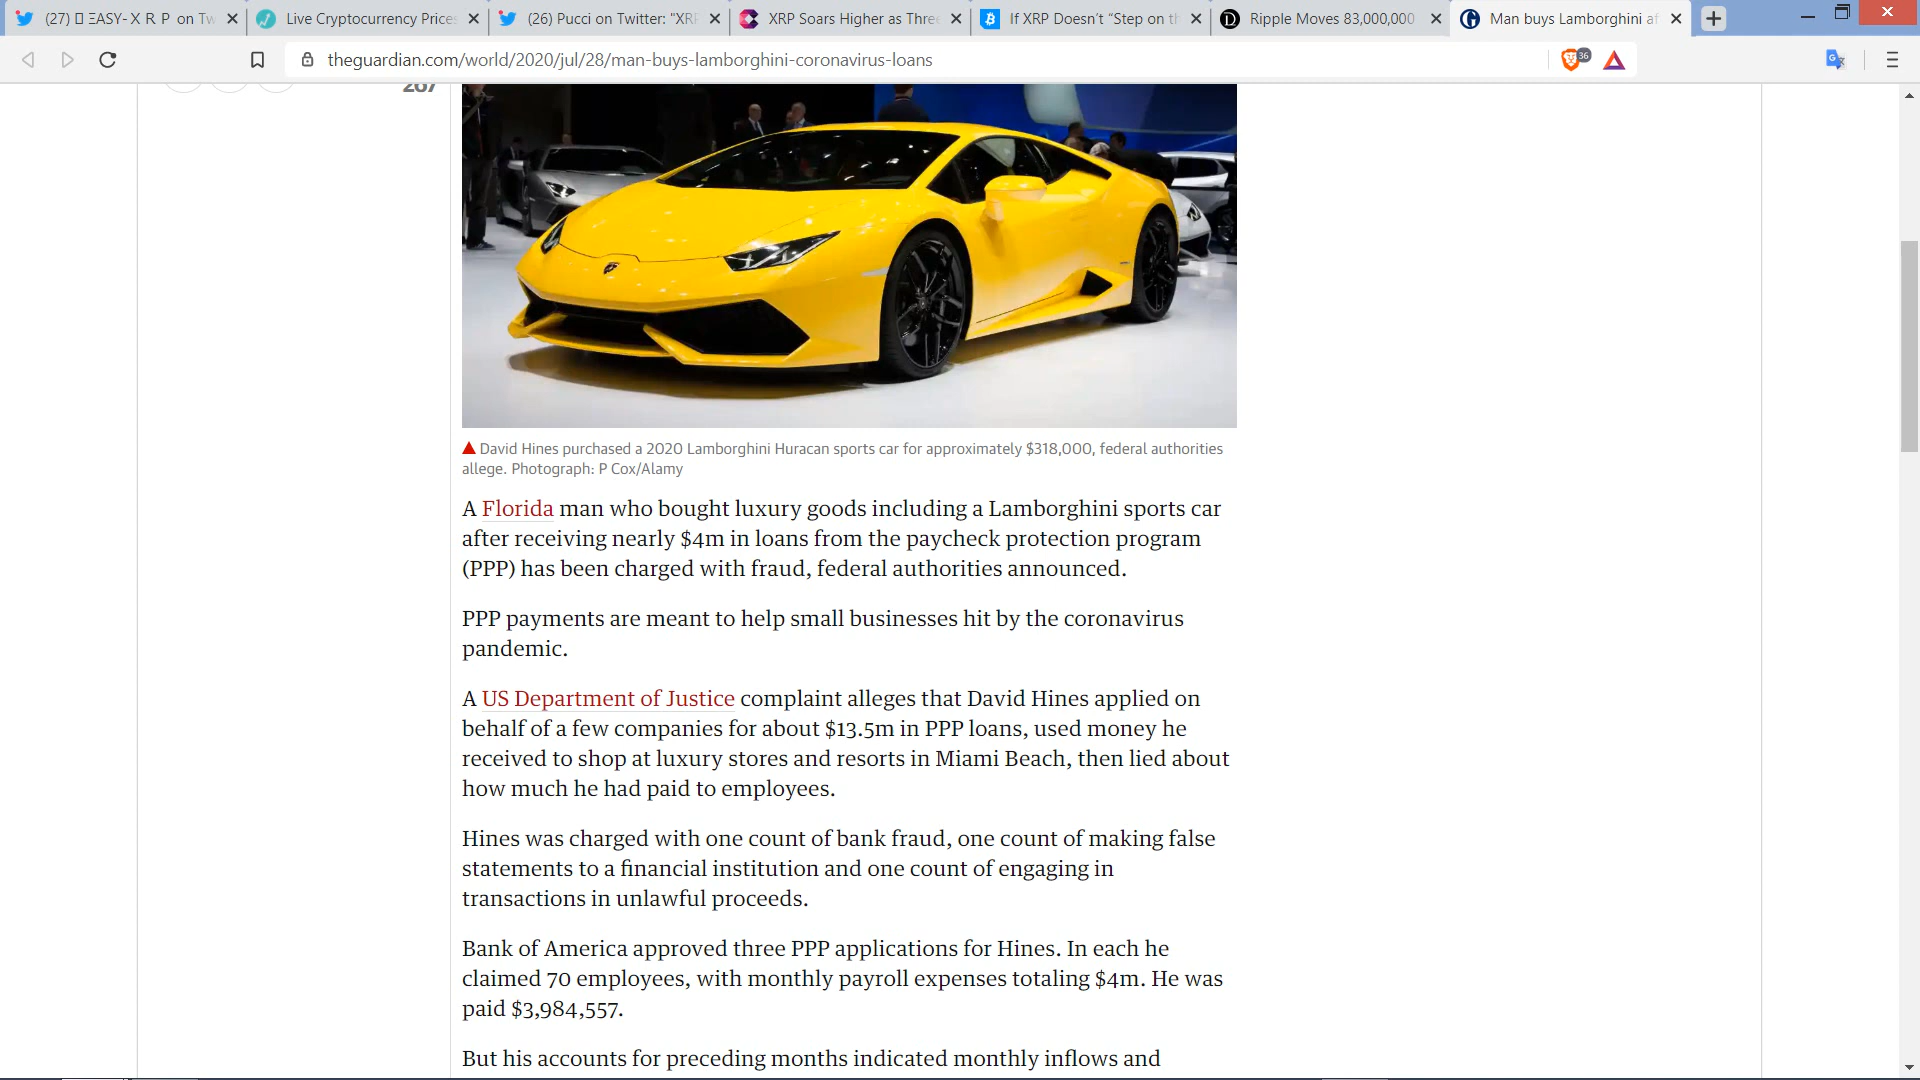 (27) EASY- X R P on Tw
Live Cryptocurrency Prices
(26) Pucci on Twitter: "XRP
XRP Soars Higher as Three
If XRP Doesn't "Step on th
Ripple Moves 83,000,000
Man buys Lamborghini af
theguardian.com/world/2020/jul/28/man-buys-lamborghini-coronavirus-loans
36
267
David Hines purchased a 2020 Lamborghini Huracan sports car for approximately $318,000, federal authorities
allege. Photograph: P Cox/Alamy
A Florida man who bought luxury goods including a Lamborghini sports car
after receiving nearly $4m in loans from the paycheck protection program
(PPP) has been charged with fraud, federal authorities announced.
PPP payments are meant to help small businesses hit by the coronavirus
pandemic.
A US Department of Justice complaint alleges that David Hines applied on
behalf of a few companies for about $13.5m in PPP loans, used money he
received to shop at luxury stores and resorts in Miami Beach, then lied about
how much he had paid to employees.
Hines was charged with one count of bank fraud, one count of making false
statements to a financial institution and one count of engaging in
transactions in unlawful proceeds.
Bank of America approved three PPP applications for Hines. In each he
claimed 70 employees, with monthly payroll expenses totaling $4m. He was
paid $3,984,557.
But his accounts for preceding months indicated monthly inflows and